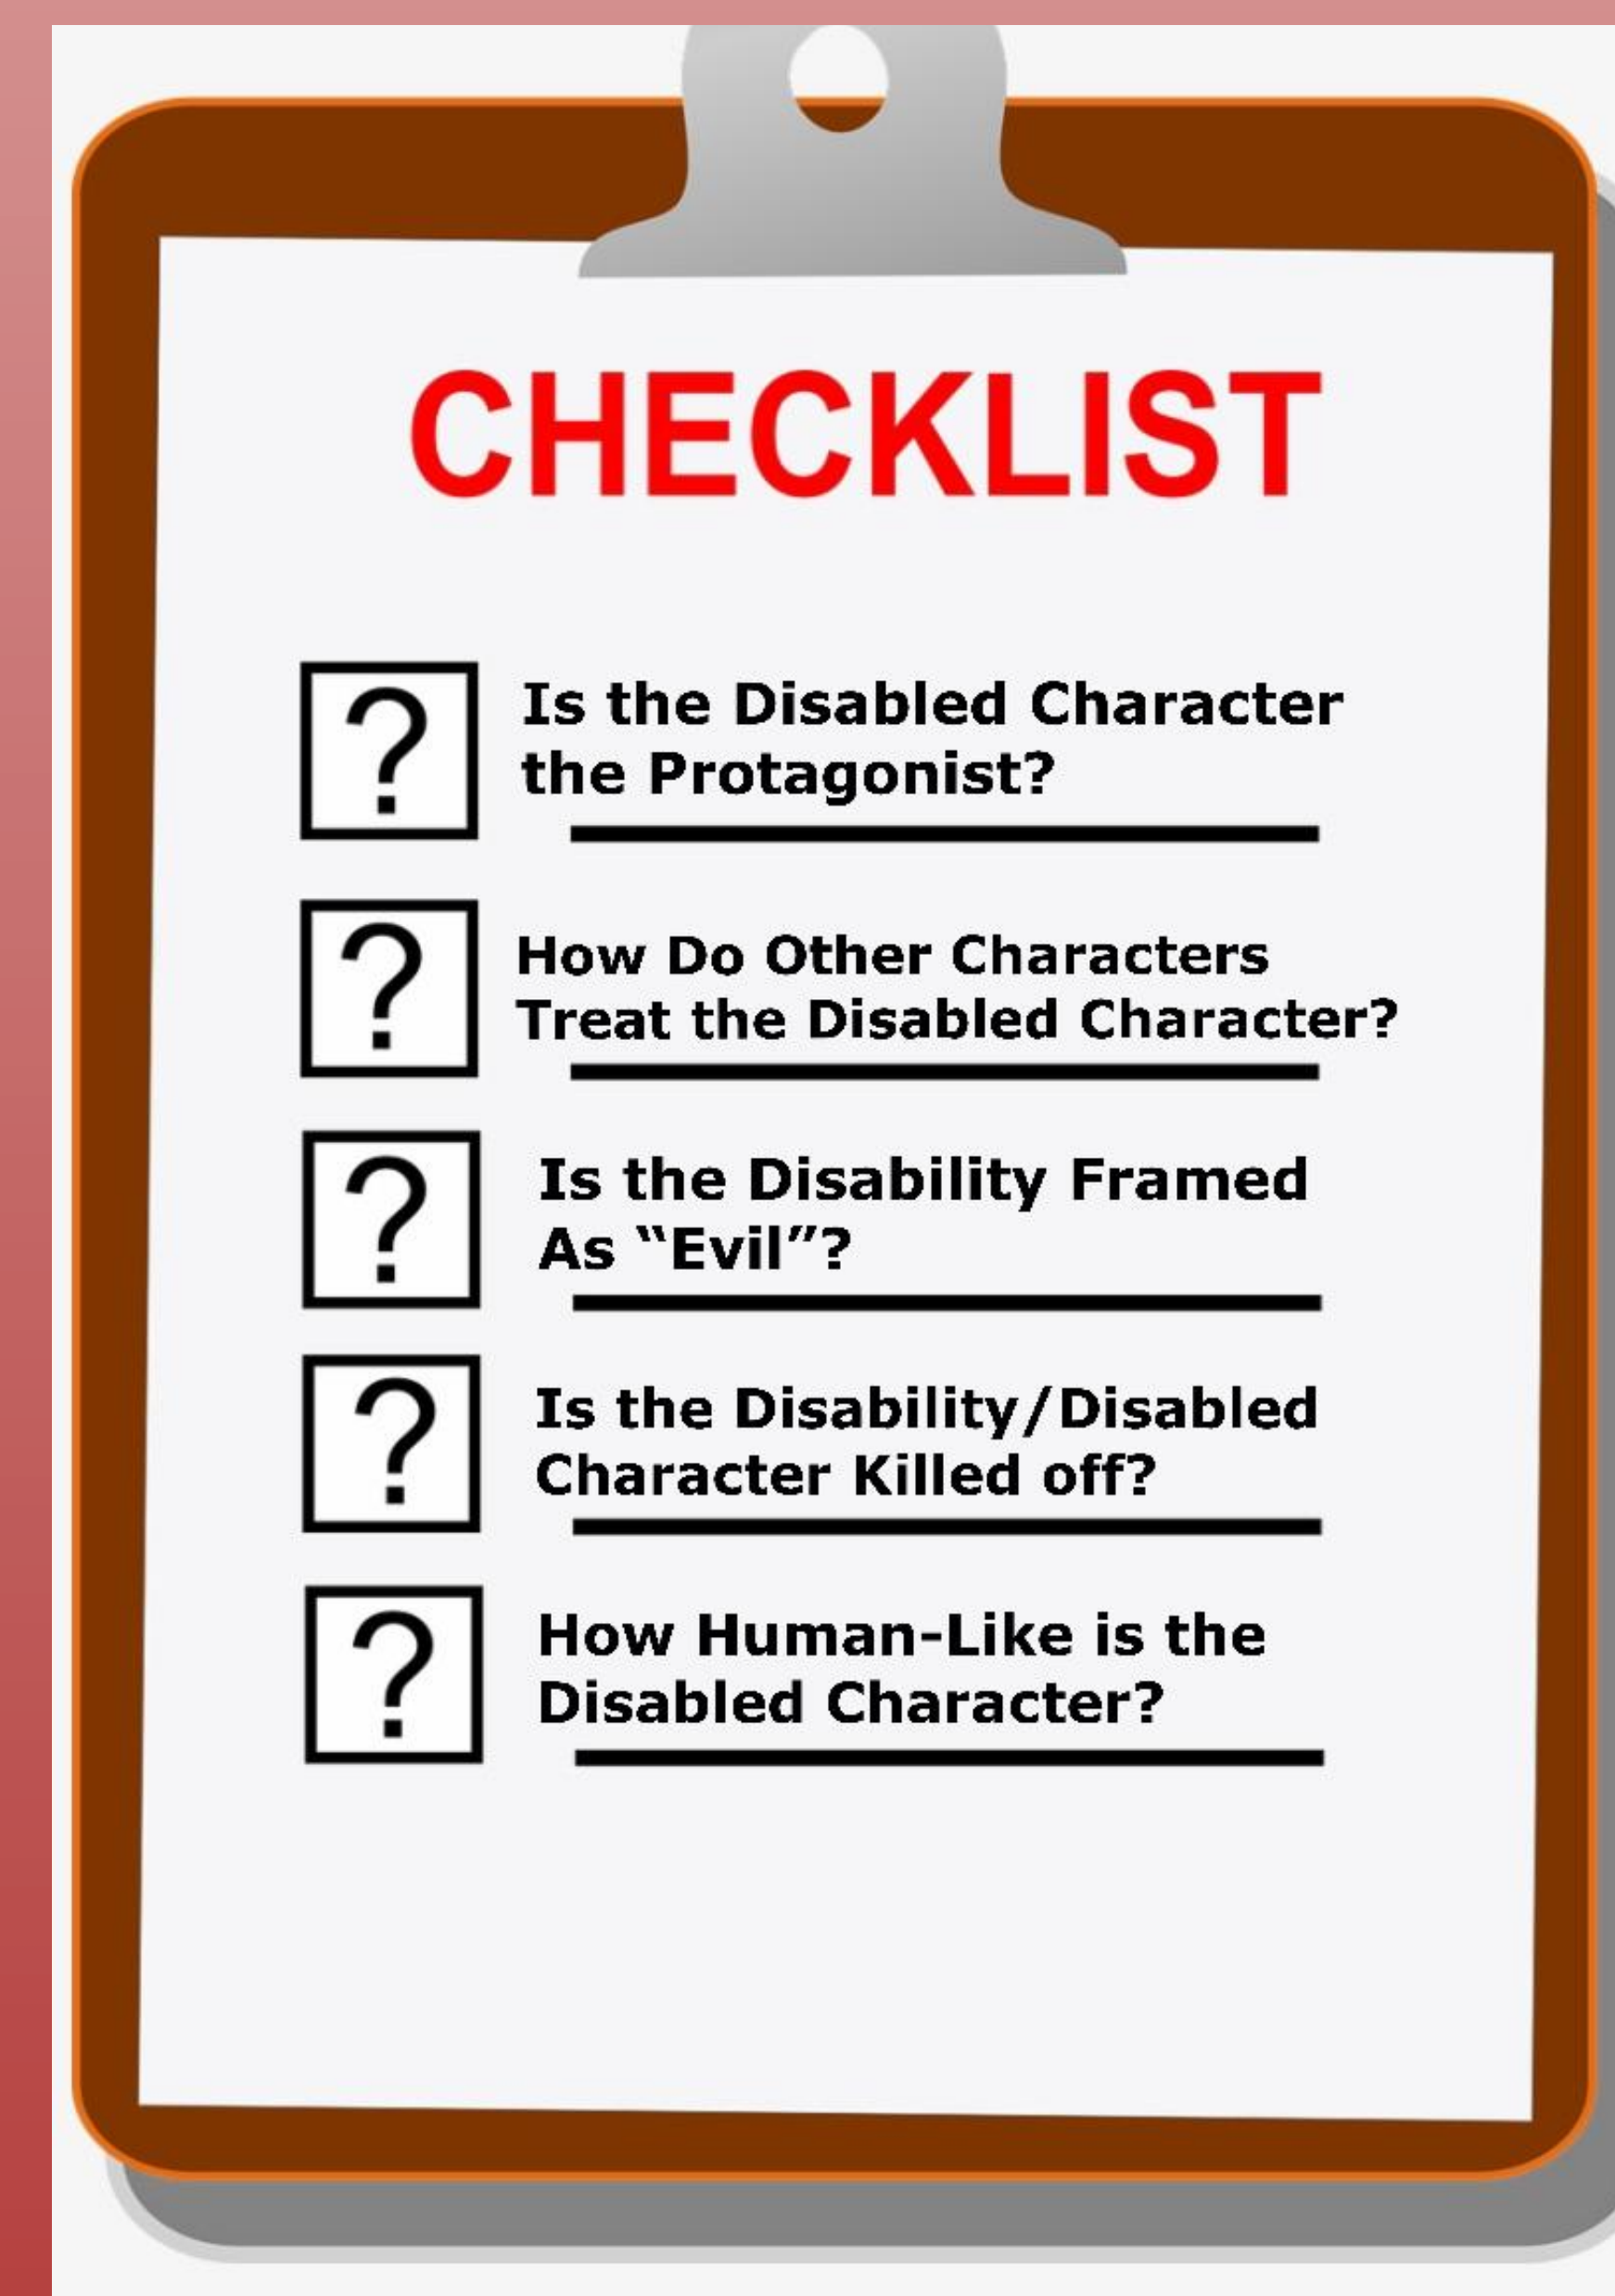 CHECKLIST
? Is the Disabled Character
the Protagonist?
? How Do Other Characters
Treat the Disabled Character?
? Is the Disability Framed
As “Evil”?
? Is the Disability/Disabled
Character Killed off?
? How Human-Like is the
Disabled Character?